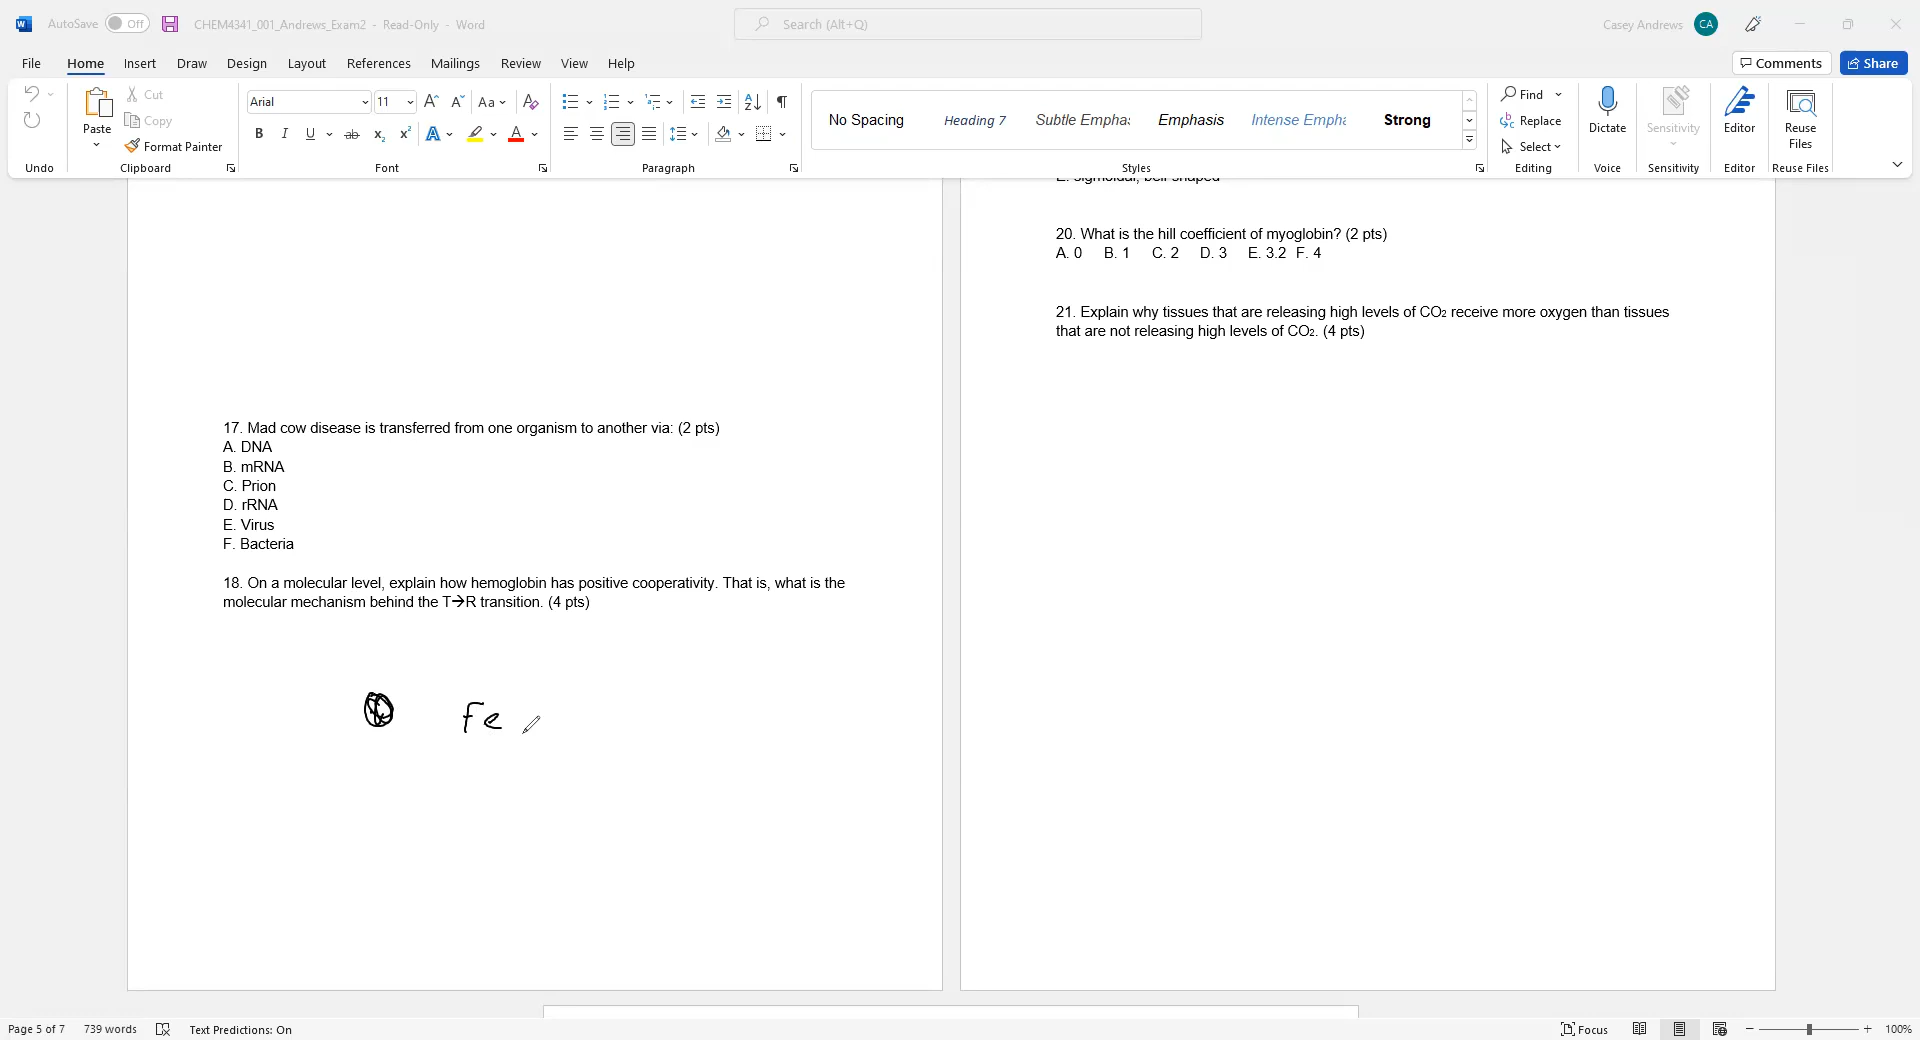 AutoSave Off CHEM4341_001_Andrews_Exam2 - Read-Only - Word Search (Alt+Q) Casey Andrews CA
File Home Insert Draw Design Layout References Mailings Review View Help Comments Share
Cut
Copy
Paste
Format Painter
Arial 11 Aa
B I U ab x₂ x² A A
No Spacing Heading 7 Subtle Emphas Emphasis Intense Empha Strong
Find
Replace
Select
Dictate Sensitivity Editor Reuse Files
Undo Clipboard Font Paragraph Styles Editing Voice Sensitivity Editor Reuse Files
17. Mad cow disease is transferred from one organism to another via: (2 pts)
A. DNA
B. mRNA
C. Prion
D. rRNA
E. Virus
F. Bacteria
18. On a molecular level, explain how hemoglobin has positive cooperativity. That is, what is the
molecular mechanism behind the T→R transition. (4 pts)
Fe
E. sigmoidal, bell shaped
20. What is the hill coefficient of myoglobin? (2 pts)
A. 0 B. 1 C. 2 D. 3 E. 3.2 F. 4
21. Explain why tissues that are releasing high levels of CO₂ receive more oxygen than tissues
that are not releasing high levels of CO₂. (4 pts)
Page 5 of 7 739 words Text Predictions: On Focus 100%